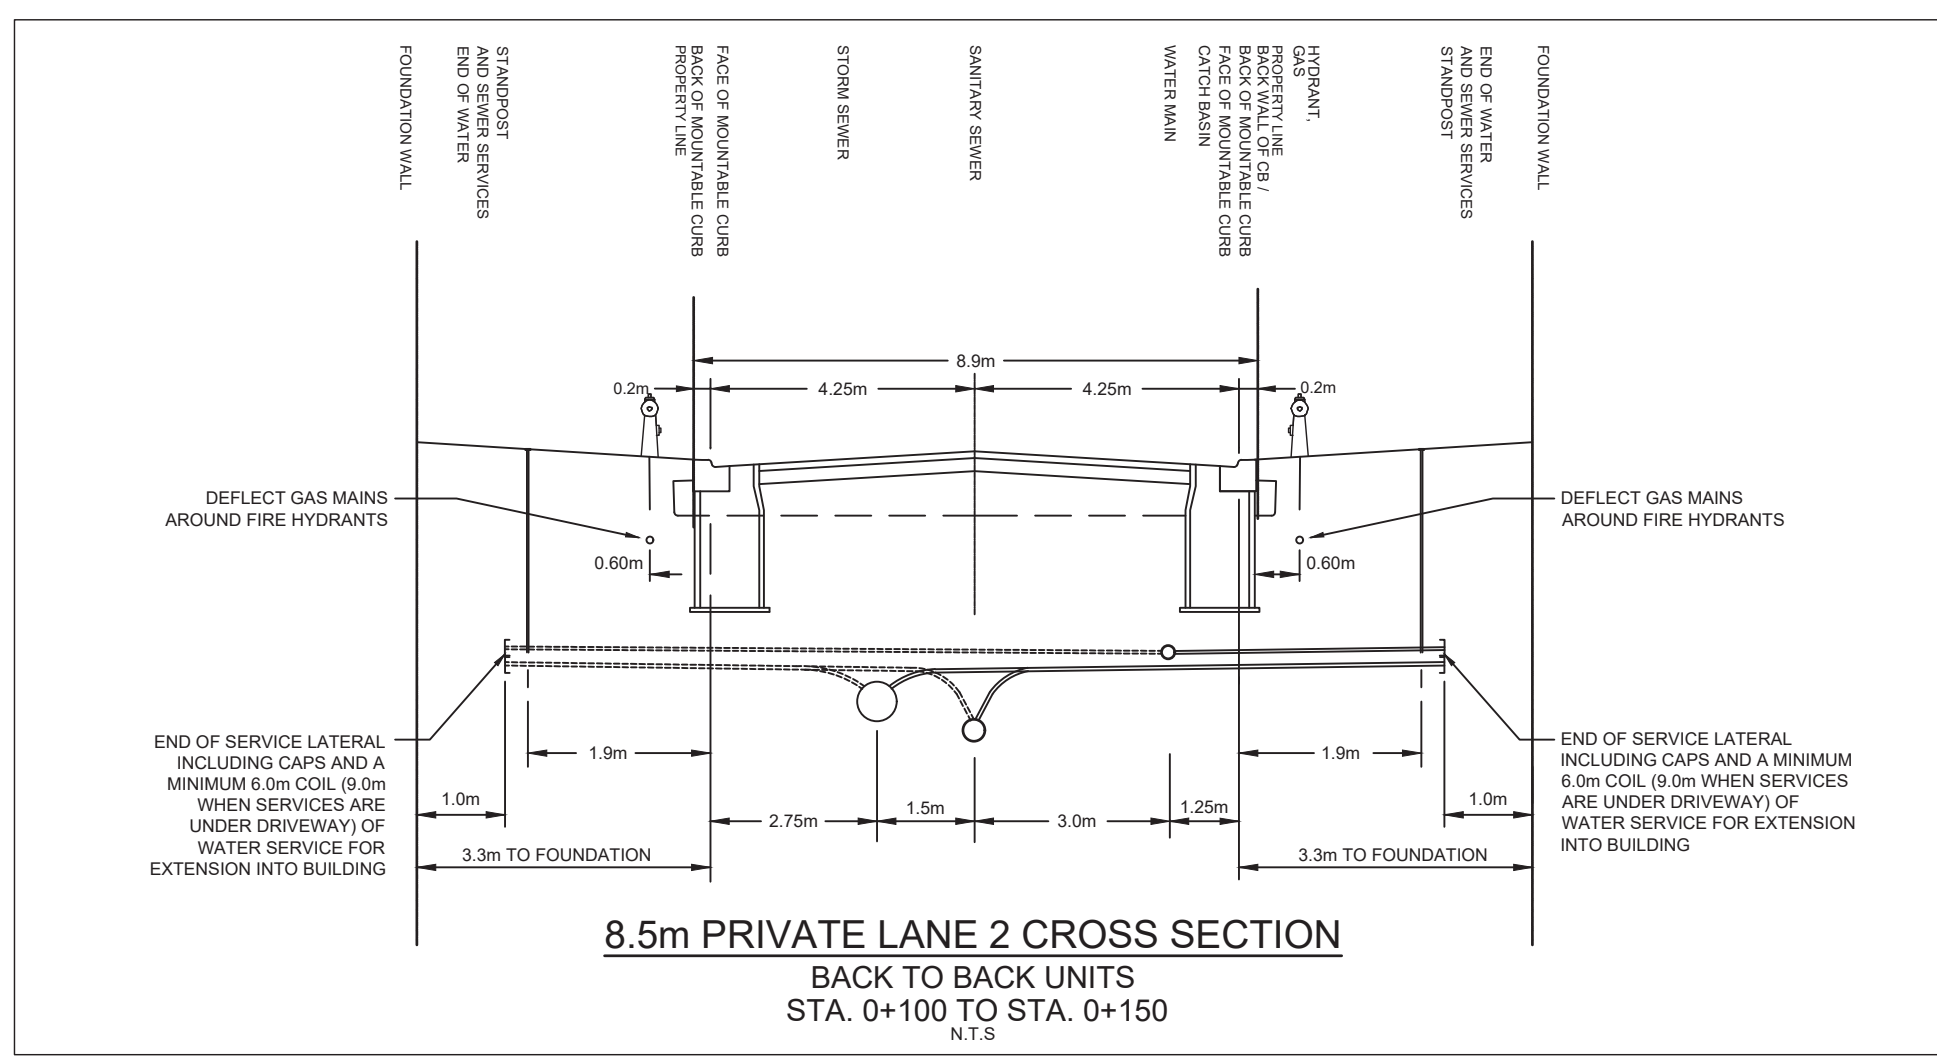 FOUNDATION WALL
STANDPOST
AND SEWER SERVICES
END OF WATER
FACE OF MOUNTABLE CURB
BACK OF MOUNTABLE CURB
PROPERTY LINE
STORM SEWER
SANITARY SEWER
WATER MAIN
HYDRANT,
GAS
PROPERTY LINE
BACK WALL OF CB /
BACK OF MOUNTABLE CURB
FACE OF MOUNTABLE CURB
CATCH BASIN
END OF WATER
AND SEWER SERVICES
STANDPOST
FOUNDATION WALL
8.9m
0.2m
4.25m
4.25m
0.2m
DEFLECT GAS MAINS
AROUND FIRE HYDRANTS
0.60m
0.60m
DEFLECT GAS MAINS
AROUND FIRE HYDRANTS
END OF SERVICE LATERAL
INCLUDING CAPS AND A
MINIMUM 6.0m COIL (9.0m
WHEN SERVICES ARE
UNDER DRIVEWAY) OF
WATER SERVICE FOR
EXTENSION INTO BUILDING
1.9m
1.9m
1.0m
2.75m
1.5m
3.0m
1.25m
1.0m
3.3m TO FOUNDATION
3.3m TO FOUNDATION
END OF SERVICE LATERAL
INCLUDING CAPS AND A MINIMUM
6.0m COIL (9.0m WHEN SERVICES
ARE UNDER DRIVEWAY) OF
WATER SERVICE FOR EXTENSION
INTO BUILDING
8.5m PRIVATE LANE 2 CROSS SECTION
BACK TO BACK UNITS
STA. 0+100 TO STA. 0+150
N.T.S